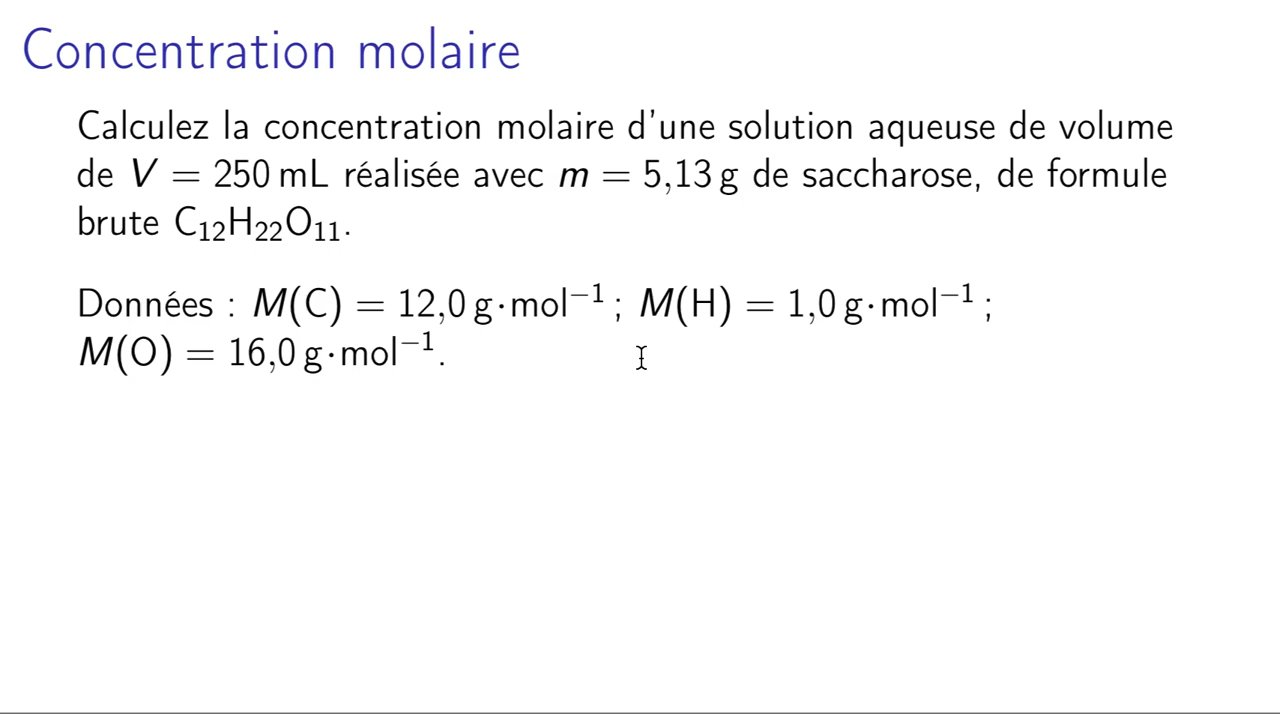 Concentration molaire
Calculez la concentration molaire d'une solution aqueuse de volume
de V = 250 mL réalisée avec m = 5,13 g de saccharose, de formule
brute C₁₂H₂₂O₁₁.
Données : M(C) = 12,0 g·mol⁻¹ ; M(H) = 1,0 g·mol⁻¹ ;
M(O) = 16,0 g·mol⁻¹.